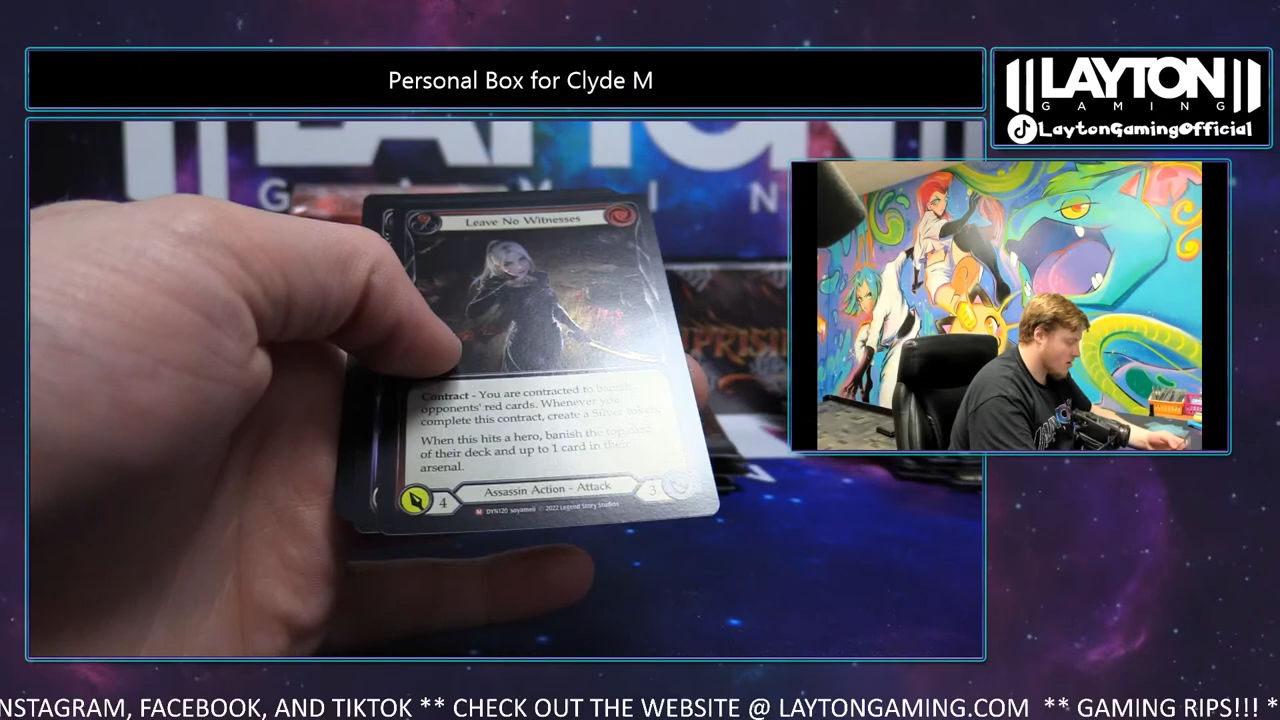 Personal Box for Clyde M
LAYTON
GAMING
LaytonGamingOfficial
Leave No Witnesses
Contract - You are contracted to banish
opponents' red cards. Whenever you
complete this contract, create a Silver token.
When this hits a hero, banish the top card
of their deck and up to 1 card in their
arsenal.
4
Assassin Action - Attack
3
M DYN120 soyameii © 2022 Legend Story Studios
UPRISI
NSTAGRAM, FACEBOOK, AND TIKTOK ** CHECK OUT THE WEBSITE @ LAYTONGAMING.COM ** GAMING RIPS!!! *